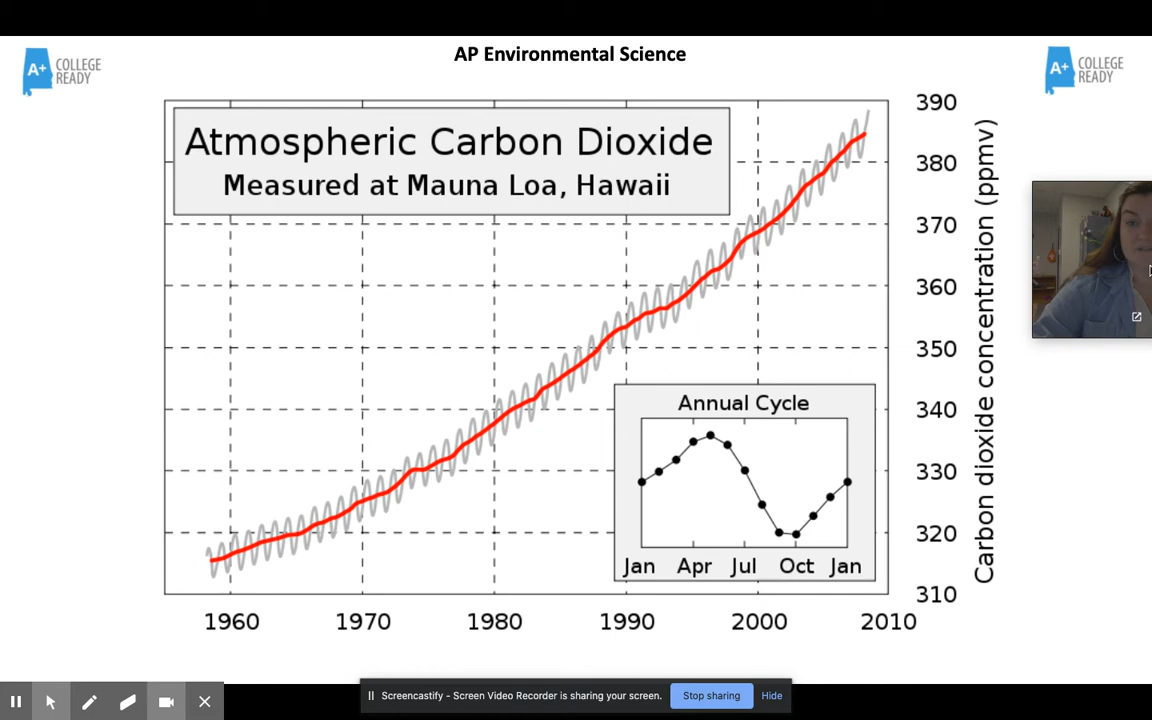 AP Environmental Science
A+ COLLEGE
READY
A+ COLLEGE
READY
Atmospheric Carbon Dioxide
Measured at Mauna Loa, Hawaii
390
380
370
360
350
340
330
320
310
Carbon dioxide concentration (ppmv)
Annual Cycle
Jan Apr Jul Oct Jan
1960 1970 1980 1990 2000 2010
Screencastify - Screen Video Recorder is sharing your screen. Stop sharing Hide